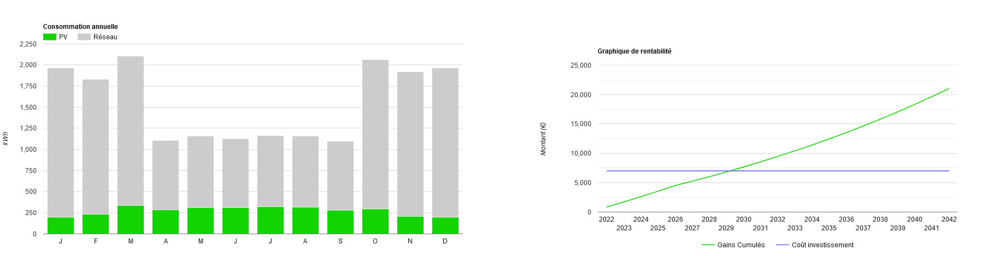 Consommation annuelle
PV Réseau
2,250
2,000
1,750
1,500
1,250
1,000
750
500
250
0
kWh
J F M A M J J A S O N D
Graphique de rentabilité
25,000
20,000
15,000
10,000
5,000
0
Montant (€)
2022 2024 2026 2028 2030 2032 2034 2036 2038 2040 2042
2023 2025 2027 2029 2031 2033 2035 2037 2039 2041
Gains Cumulés Coût investissement